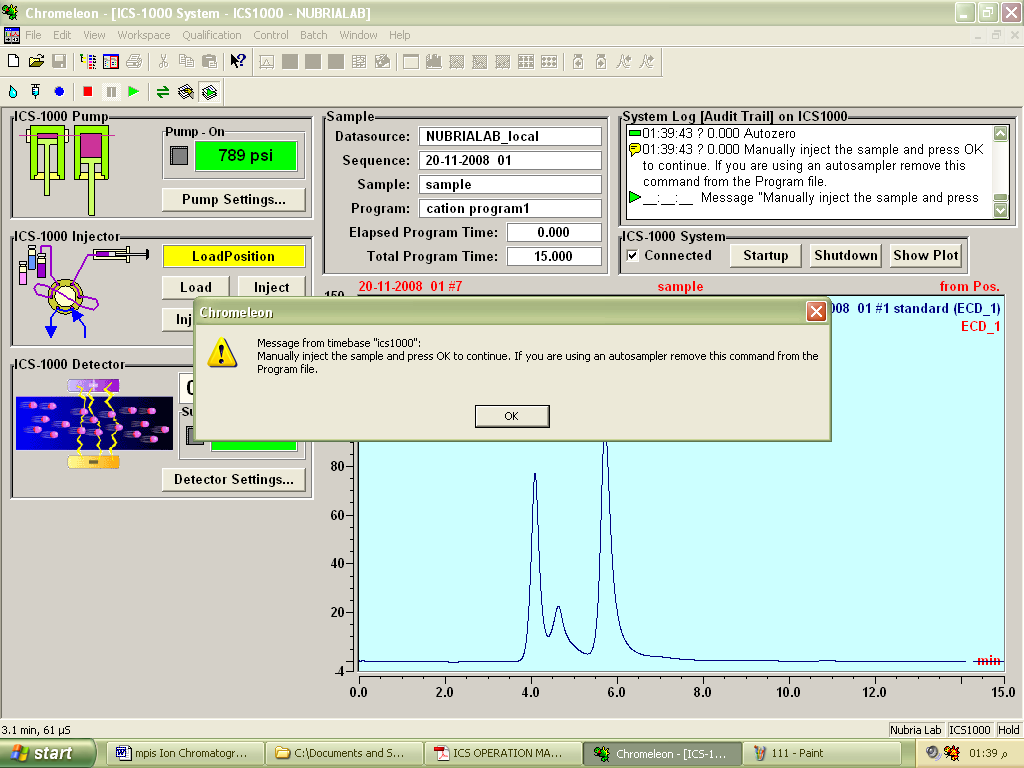 Chromeleon - [ICS-1000 System - ICS1000 - NUBRIALAB]
File Edit View Workspace Qualification Control Batch Window Help
ICS-1000 Pump
Pump - On
789 psi
Pump Settings...
ICS-1000 Injector
LoadPosition
Load Inject
Inj
ICS-1000 Detector
Detector Settings...
Sample
Datasource: NUBRIALAB_local
Sequence: 20-11-2008 01
Sample: sample
Program: cation program1
Elapsed Program Time: 0.000
Total Program Time: 15.000
System Log [Audit Trail] on ICS1000
01:39:43 ? 0.000 Autozero
01:39:43 ? 0.000 Manually inject the sample and press OK
to continue. If you are using an autosampler remove this
command from the Program file.
__:__:__ Message "Manually inject the sample and press
ICS-1000 System
Connected Startup Shutdown Show Plot
20-11-2008 01 #7 sample from Pos.
150
008 01 #1 standard (ECD_1)
ECD_1
Chromeleon
Message from timebase "ics1000":
Manually inject the sample and press OK to continue. If you are using an autosampler remove this command from the
Program file.
OK
80
60
40
20
-4
min
0.0 2.0 4.0 6.0 8.0 10.0 12.0 15.0
3.1 min, 61 µS
Nubria Lab ICS1000 Hold
start
mpis Ion Chromatogr...
C:\Documents and S...
ICS OPERATION MA...
Chromeleon - [ICS-1...
111 - Paint
01:39 م